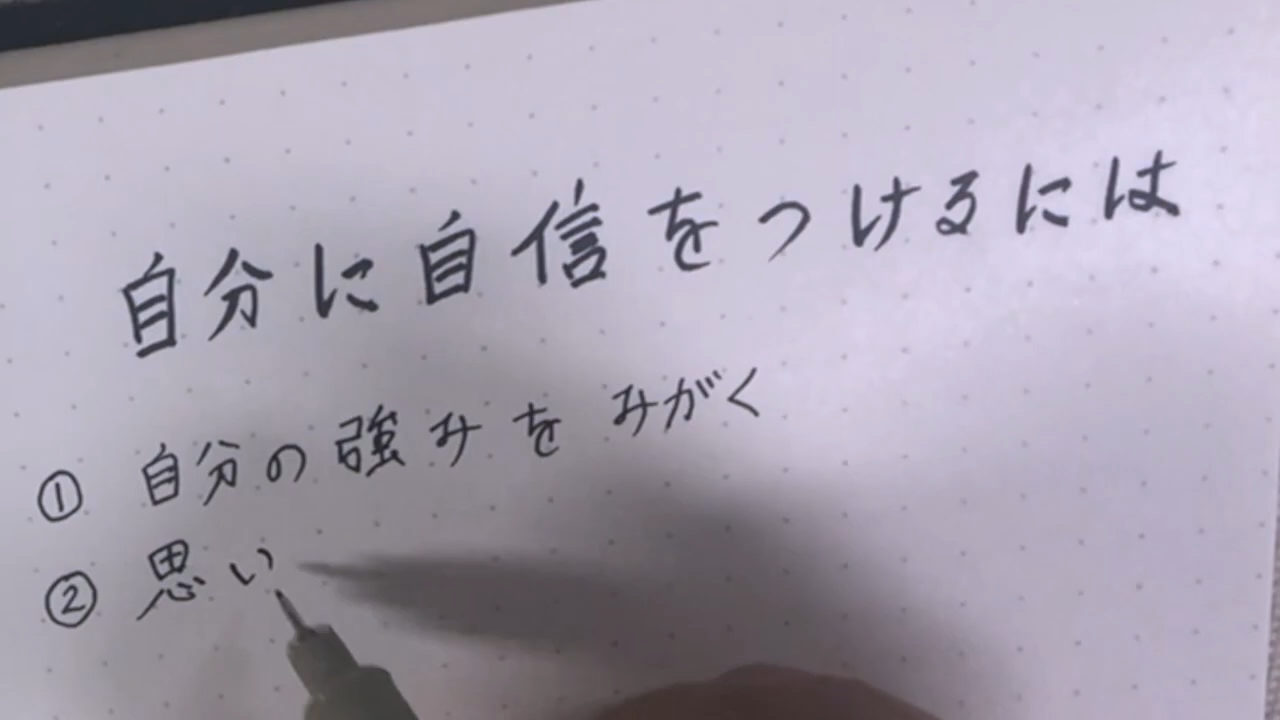 自分に自信をつけるには
① 自分の強みをみがく
② 思い